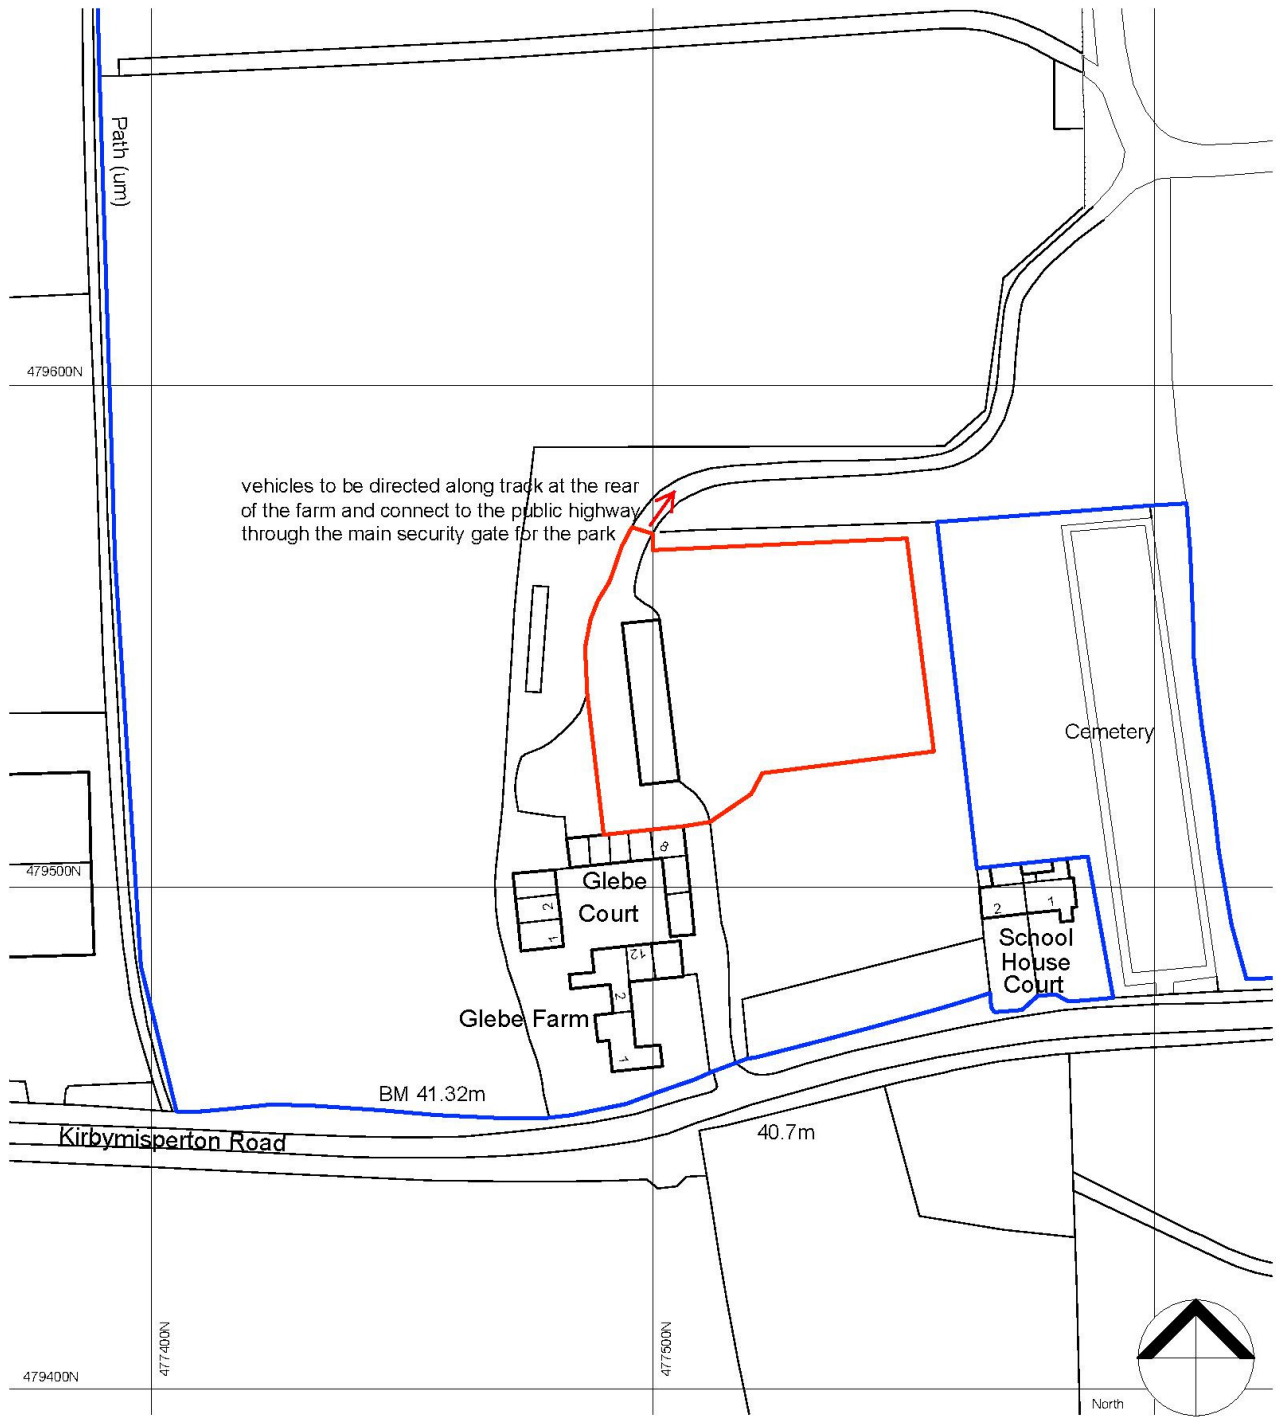 Path (um)
479600N
vehicles to be directed along track at the rear
of the farm and connect to the public highway
through the main security gate for the park
Cemetery
479500N
8
Glebe
Court
2
1
12
2
1
Glebe Farm
2
1
School
House
Court
BM 41.32m
Kirbymisperton Road
40.7m
477400N
477500N
479400N
North